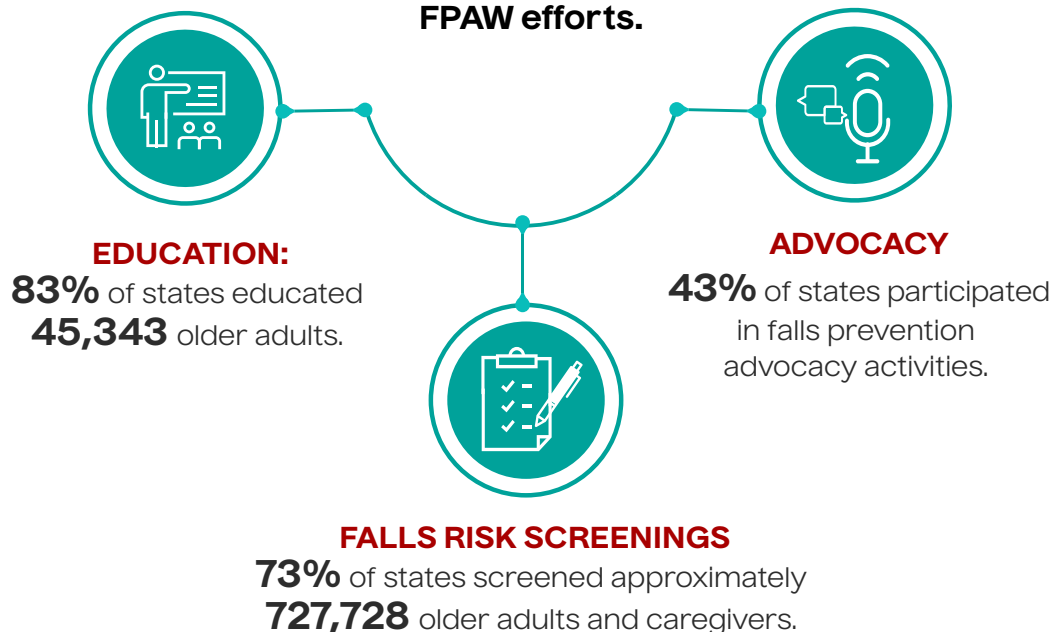 FPAW efforts.
EDUCATION:
83% of states educated
45,343 older adults.
ADVOCACY
43% of states participated
in falls prevention
advocacy activities.
FALLS RISK SCREENINGS
73% of states screened approximately
727,728 older adults and caregivers.